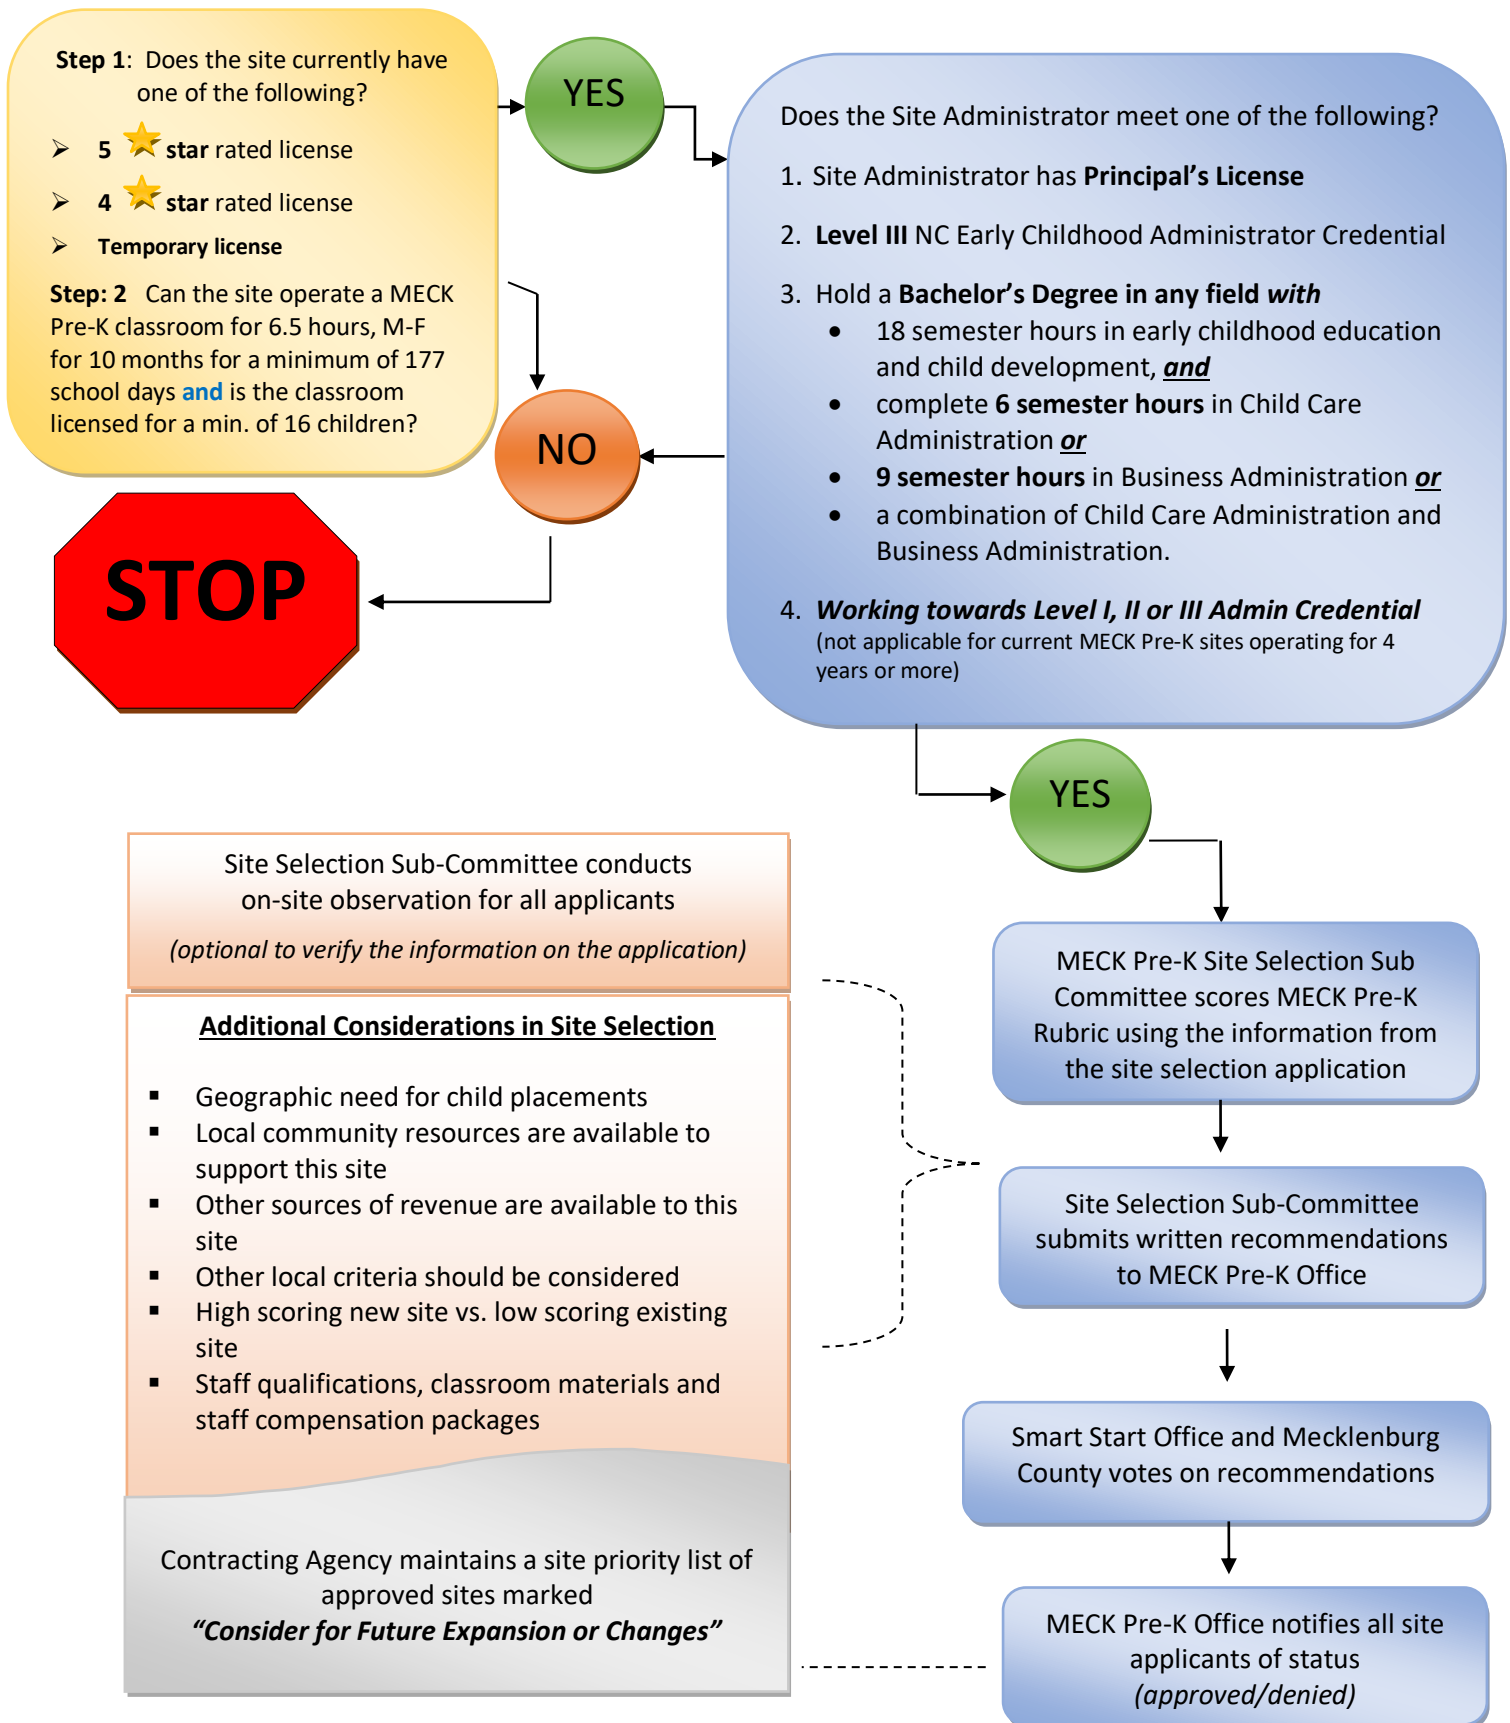 Step 1: Does the site currently have
one of the following?
➢ 5 star rated license
➢ 4 star rated license
➢ Temporary license
Step: 2 Can the site operate a MECK
Pre-K classroom for 6.5 hours, M-F
for 10 months for a minimum of 177
school days and is the classroom
licensed for a min. of 16 children?
YES
Does the Site Administrator meet one of the following?
1. Site Administrator has Principal's License
2. Level III NC Early Childhood Administrator Credential
3. Hold a Bachelor's Degree in any field with
• 18 semester hours in early childhood education
and child development, and
• complete 6 semester hours in Child Care
Administration or
• 9 semester hours in Business Administration or
• a combination of Child Care Administration and
Business Administration.
4. Working towards Level I, II or III Admin Credential
(not applicable for current MECK Pre-K sites operating for 4
years or more)
NO
STOP
YES
MECK Pre-K Site Selection Sub
Committee scores MECK Pre-K
Rubric using the information from
the site selection application
Site Selection Sub-Committee
submits written recommendations
to MECK Pre-K Office
Smart Start Office and Mecklenburg
County votes on recommendations
MECK Pre-K Office notifies all site
applicants of status
(approved/denied)
Site Selection Sub-Committee conducts
on-site observation for all applicants
(optional to verify the information on the application)
Additional Considerations in Site Selection
▪ Geographic need for child placements
▪ Local community resources are available to
support this site
▪ Other sources of revenue are available to this
site
▪ Other local criteria should be considered
▪ High scoring new site vs. low scoring existing
site
▪ Staff qualifications, classroom materials and
staff compensation packages
Contracting Agency maintains a site priority list of
approved sites marked
“Consider for Future Expansion or Changes”